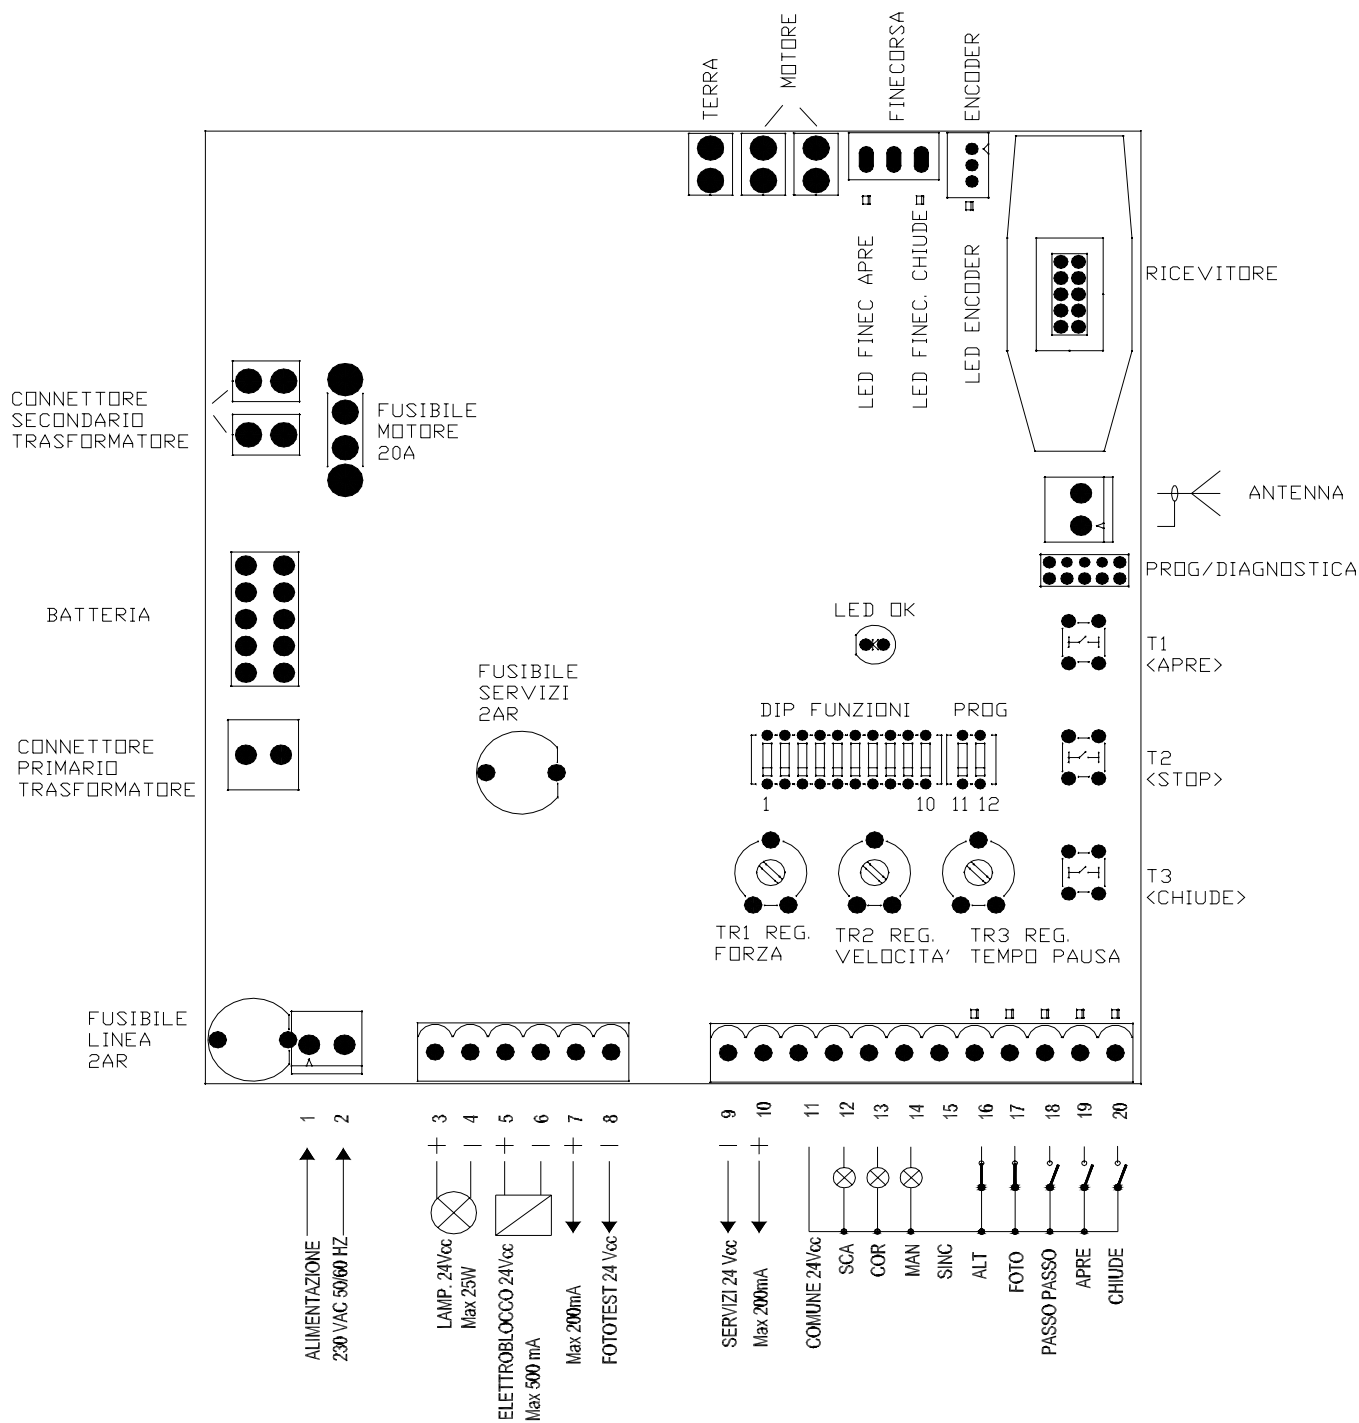 TERRA
MOTORE
FINECORSA
ENCODER
LED FINEC APRE
LED FINEC. CHIUDE
LED ENCODER
RICEVITORE
CONNETTORE
SECONDARIO
TRASFORMATORE
FUSIBILE
MOTORE
20A
ANTENNA
PROG/DIAGNOSTICA
BATTERIA
LED OK
T1
<APRE>
FUSIBILE
SERVIZI
2AR
DIP FUNZIONI
PROG
CONNETTORE
PRIMARIO
TRASFORMATORE
T2
<STOP>
1
10
11
12
T3
<CHIUDE>
TR1 REG.
FORZA
TR2 REG.
VELOCITA'
TR3 REG.
TEMPO PAUSA
FUSIBILE
LINEA
2AR
1
2
3
4
5
6
7
8
9
10
11
12
13
14
15
16
17
18
19
20
+
-
+
-
+
-
-
+
ALIMENTAZIONE
230 VAC 50/60 HZ
LAMP. 24Vcc
Max 25W
ELETTROBLOCCO 24Vcc
Max 500 mA
Max 200mA
FOTOTEST 24 Vcc
SERVIZI 24 Vcc
Max 200mA
COMUNE 24Vcc
SCA
COR
MAN
SINC
ALT
FOTO
PASSO PASSO
APRE
CHIUDE